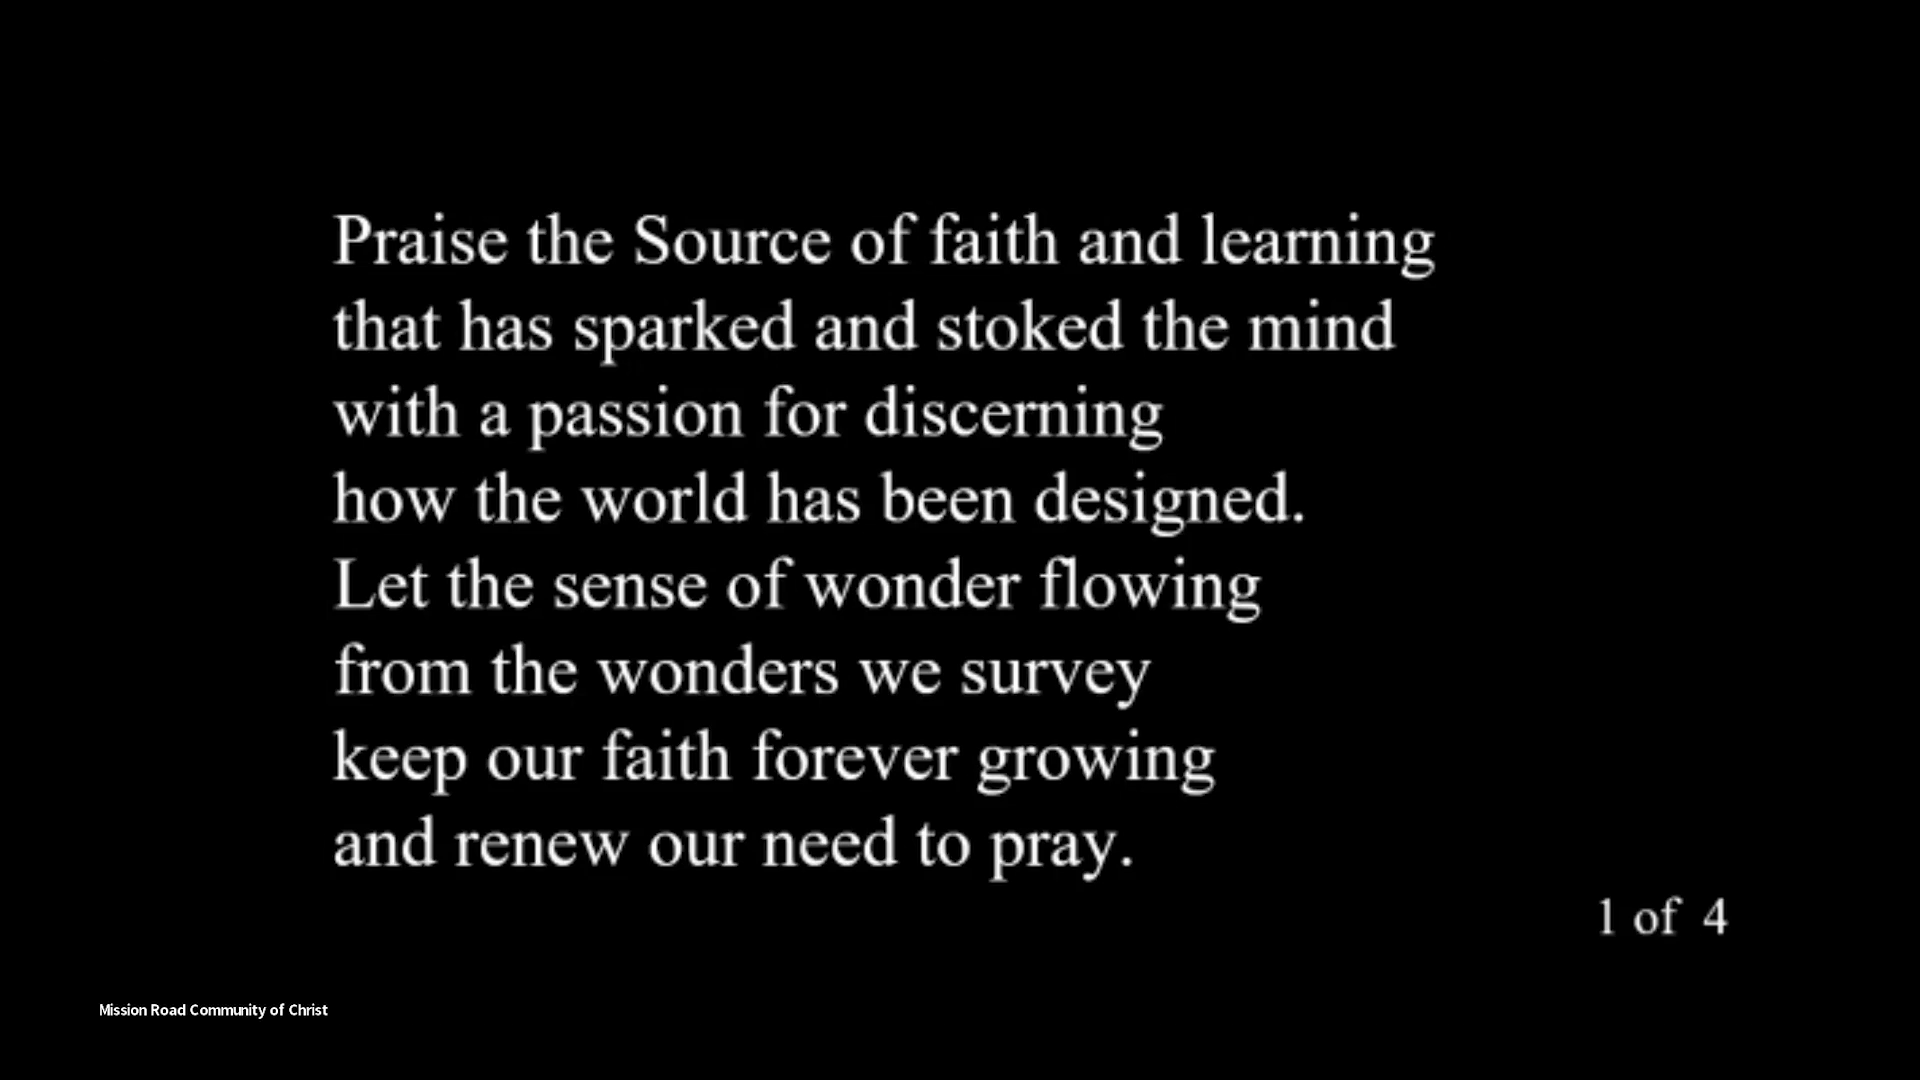 Praise the Source of faith and learning
that has sparked and stoked the mind
with a passion for discerning
how the world has been designed.
Let the sense of wonder flowing
from the wonders we survey
keep our faith forever growing
and renew our need to pray.
1 of 4
Mission Road Community of Christ